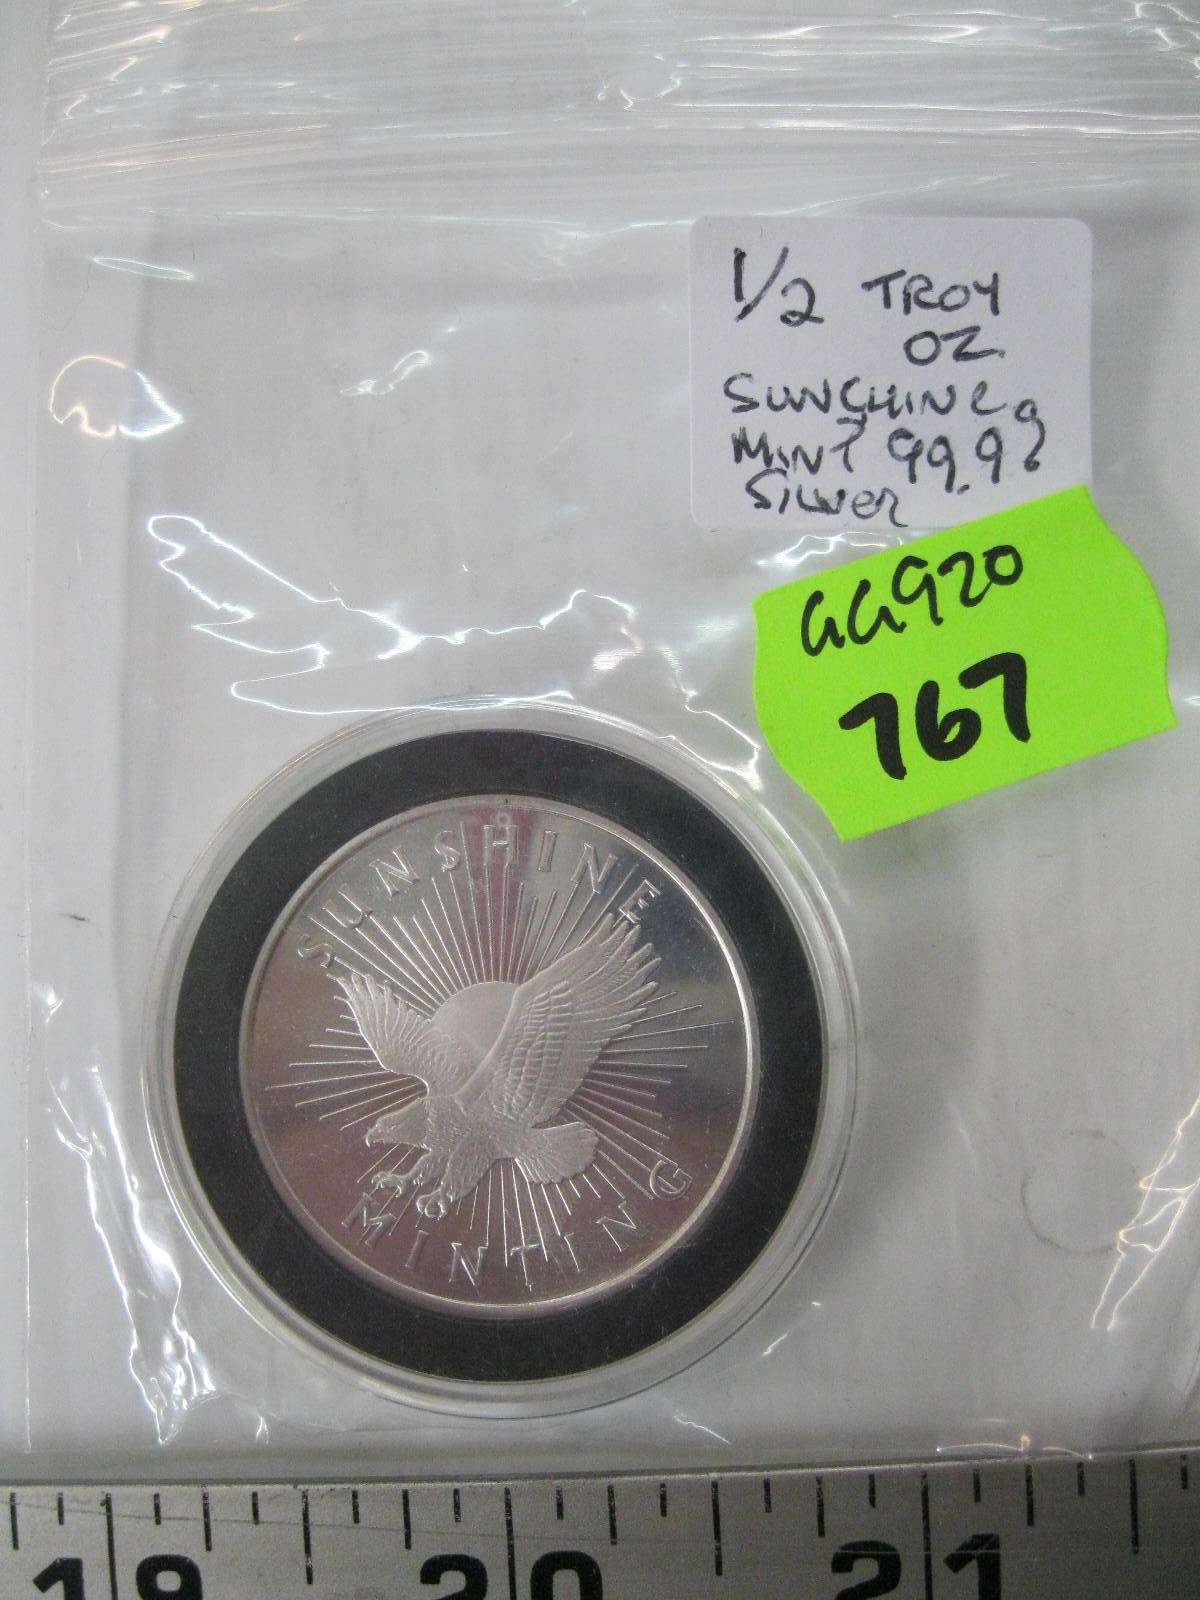 1/2 TROY
OZ.
SUNSHINE
MINT 99.9%
SILVER
GG920
767
SUNSHINE
MINTING
19 20 21